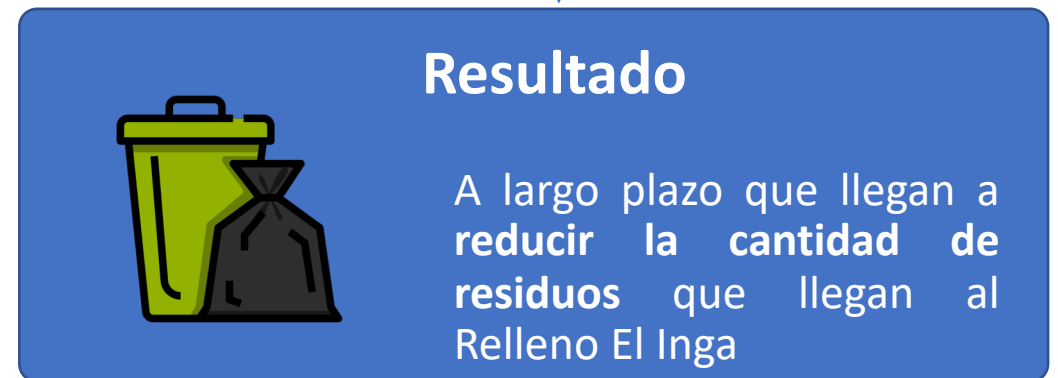 Resultado
A largo plazo que llegan a
reducir la cantidad de
residuos que llegan al
Relleno El Inga